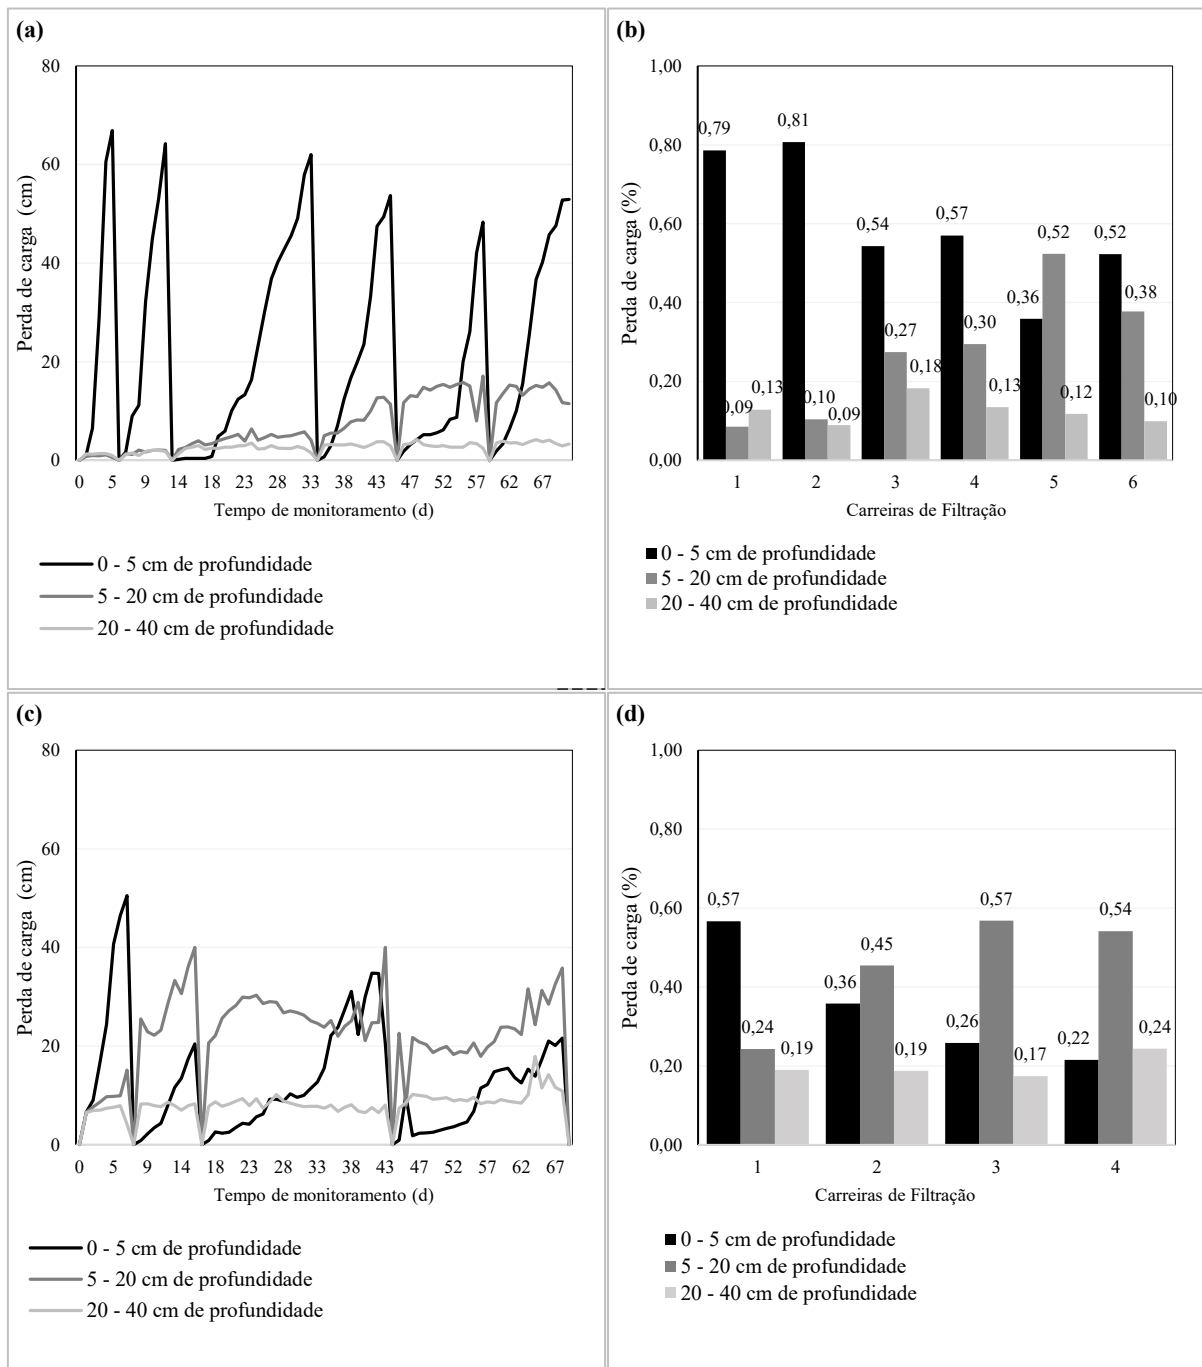 (a)
80
60
40
20
0
Perda de carga (cm)
0 5 9 14 18 23 28 33 38 43 47 52 57 62 67
Tempo de monitoramento (d)
0 - 5 cm de profundidade
5 - 20 cm de profundidade
20 - 40 cm de profundidade
(b)
1,00
0,80
0,60
0,40
0,20
0,00
Perda de carga (%)
0,79 0,09 0,13
0,81 0,10 0,09
0,54 0,27 0,18
0,57 0,30 0,13
0,36 0,52 0,12
0,52 0,38 0,10
1 2 3 4 5 6
Carreiras de Filtração
0 - 5 cm de profundidade
5 - 20 cm de profundidade
20 - 40 cm de profundidade
(c)
80
60
40
20
0
Perda de carga (cm)
0 5 9 14 18 23 28 33 38 43 47 52 57 62 67
Tempo de monitoramento (d)
0 - 5 cm de profundidade
5 - 20 cm de profundidade
20 - 40 cm de profundidade
(d)
1,00
0,80
0,60
0,40
0,20
0,00
Perda de carga (%)
0,57 0,24 0,19
0,36 0,45 0,19
0,26 0,57 0,17
0,22 0,54 0,24
1 2 3 4
Carreiras de Filtração
0 - 5 cm de profundidade
5 - 20 cm de profundidade
20 - 40 cm de profundidade